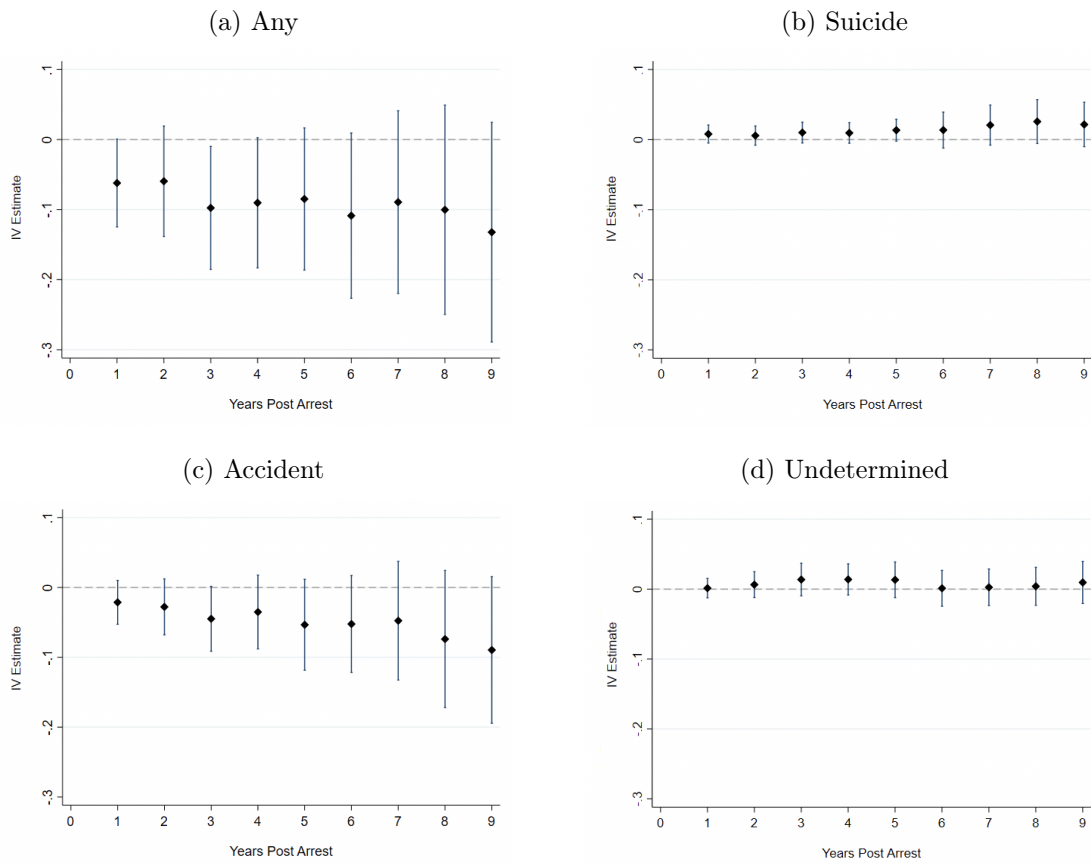 (a) Any
(b) Suicide
.1
0
-.1
-.2
-.3
IV Estimate
0 1 2 3 4 5 6 7 8 9
Years Post Arrest
.1
0
-.1
-.2
-.3
IV Estimate
0 1 2 3 4 5 6 7 8 9
Years Post Arrest
(c) Accident
(d) Undetermined
.1
0
-.1
-.2
-.3
IV Estimate
0 1 2 3 4 5 6 7 8 9
Years Post Arrest
.1
0
-.1
-.2
-.3
IV Estimate
0 1 2 3 4 5 6 7 8 9
Years Post Arrest